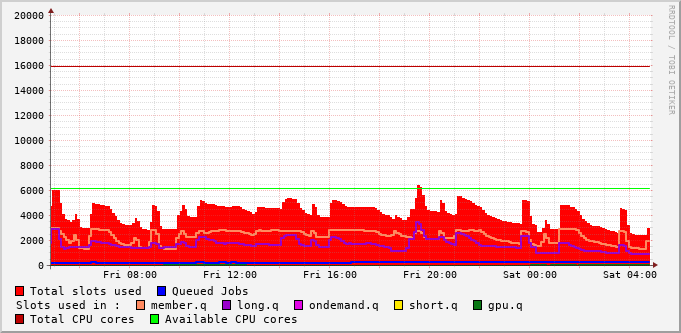 RRDTOOL / TOBI OETIKER
20000
18000
16000
14000
12000
10000
8000
6000
4000
2000
0
Fri 08:00 Fri 12:00 Fri 16:00 Fri 20:00 Sat 00:00 Sat 04:00
Total slots used Queued Jobs
Slots used in : member.q long.q ondemand.q short.q gpu.q
Total CPU cores Available CPU cores